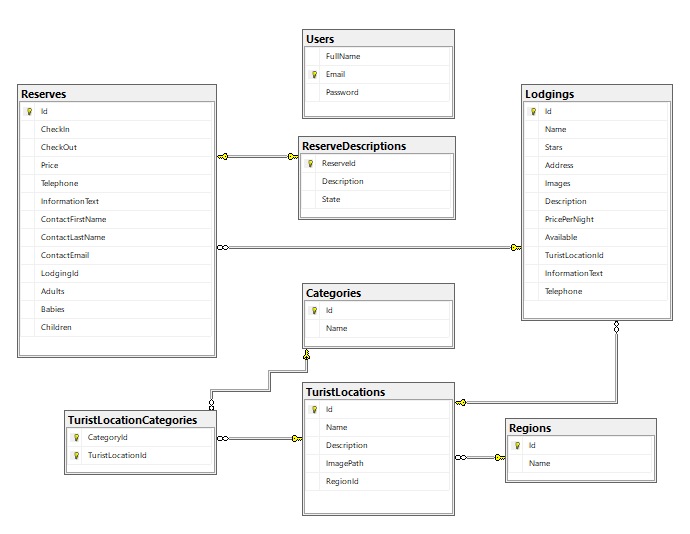 Users
FullName
Email
Password
Reserves
Id
CheckIn
CheckOut
Price
Telephone
InformationText
ContactFirstName
ContactLastName
ContactEmail
LodgingId
Adults
Babies
Children
ReserveDescriptions
ReserveId
Description
State
Lodgings
Id
Name
Stars
Address
Images
Description
PricePerNight
Available
TuristLocationId
InformationText
Telephone
Categories
Id
Name
TuristLocationCategories
CategoryId
TuristLocationId
TuristLocations
Id
Name
Description
ImagePath
RegionId
Regions
Id
Name